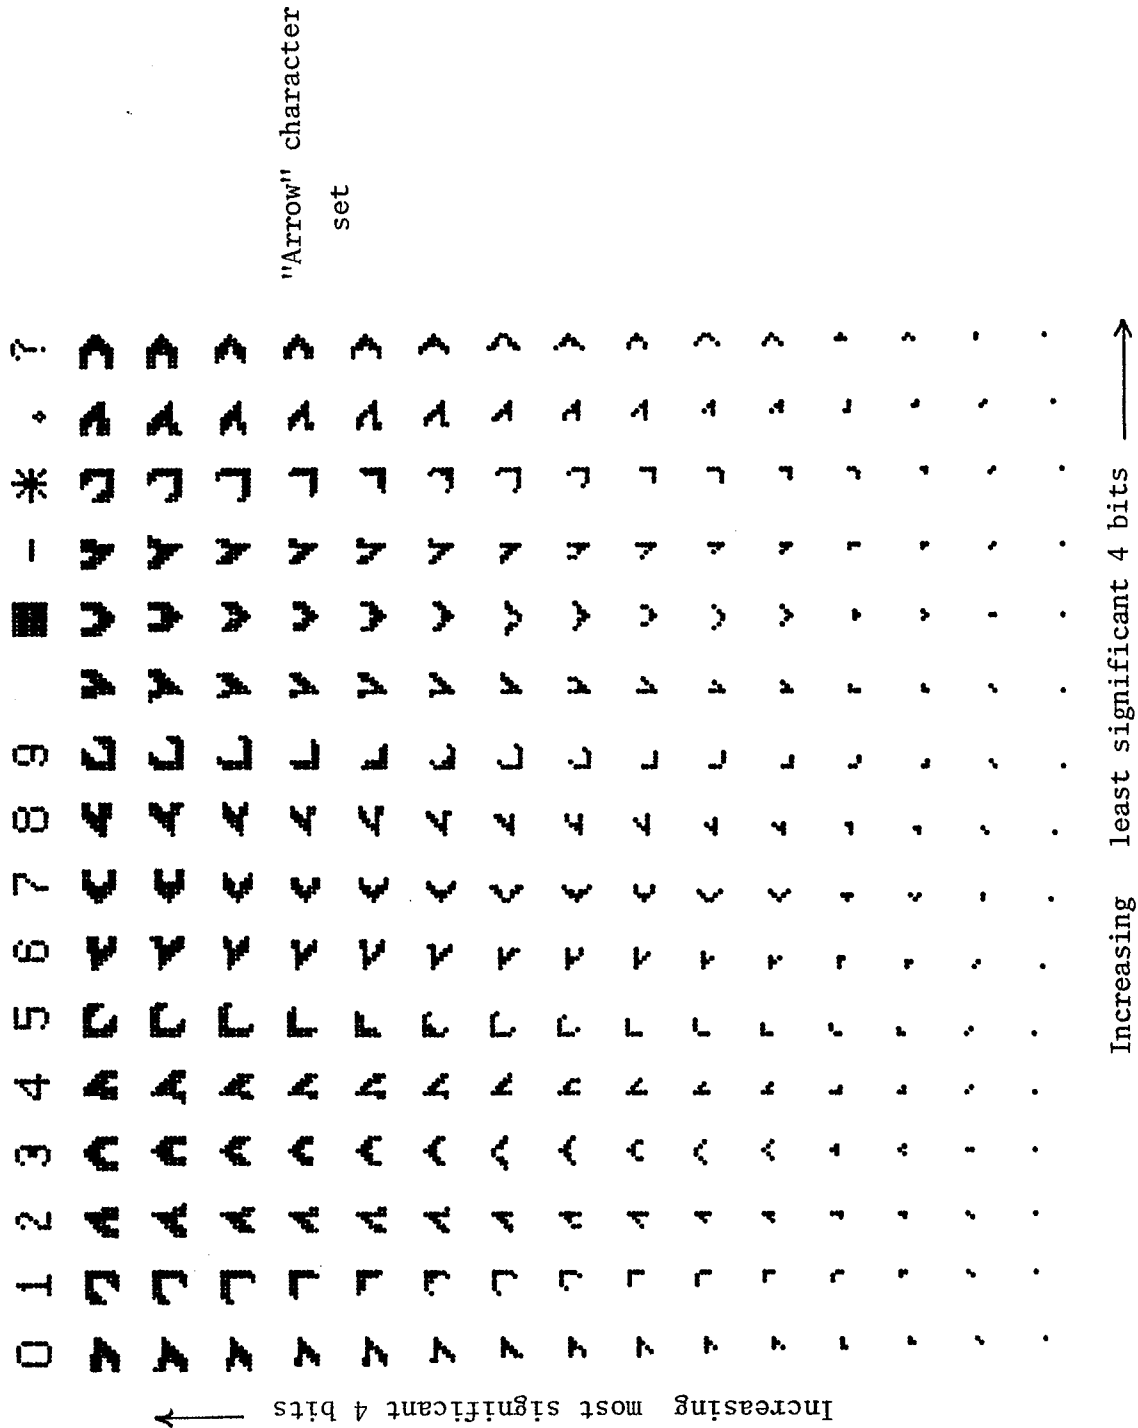 0 1 2 3 4 5 6 7 8 9 ■ - * ⋄ ?
"Arrow" character
set
Increasing most significant 4 bits
Increasing least significant 4 bits